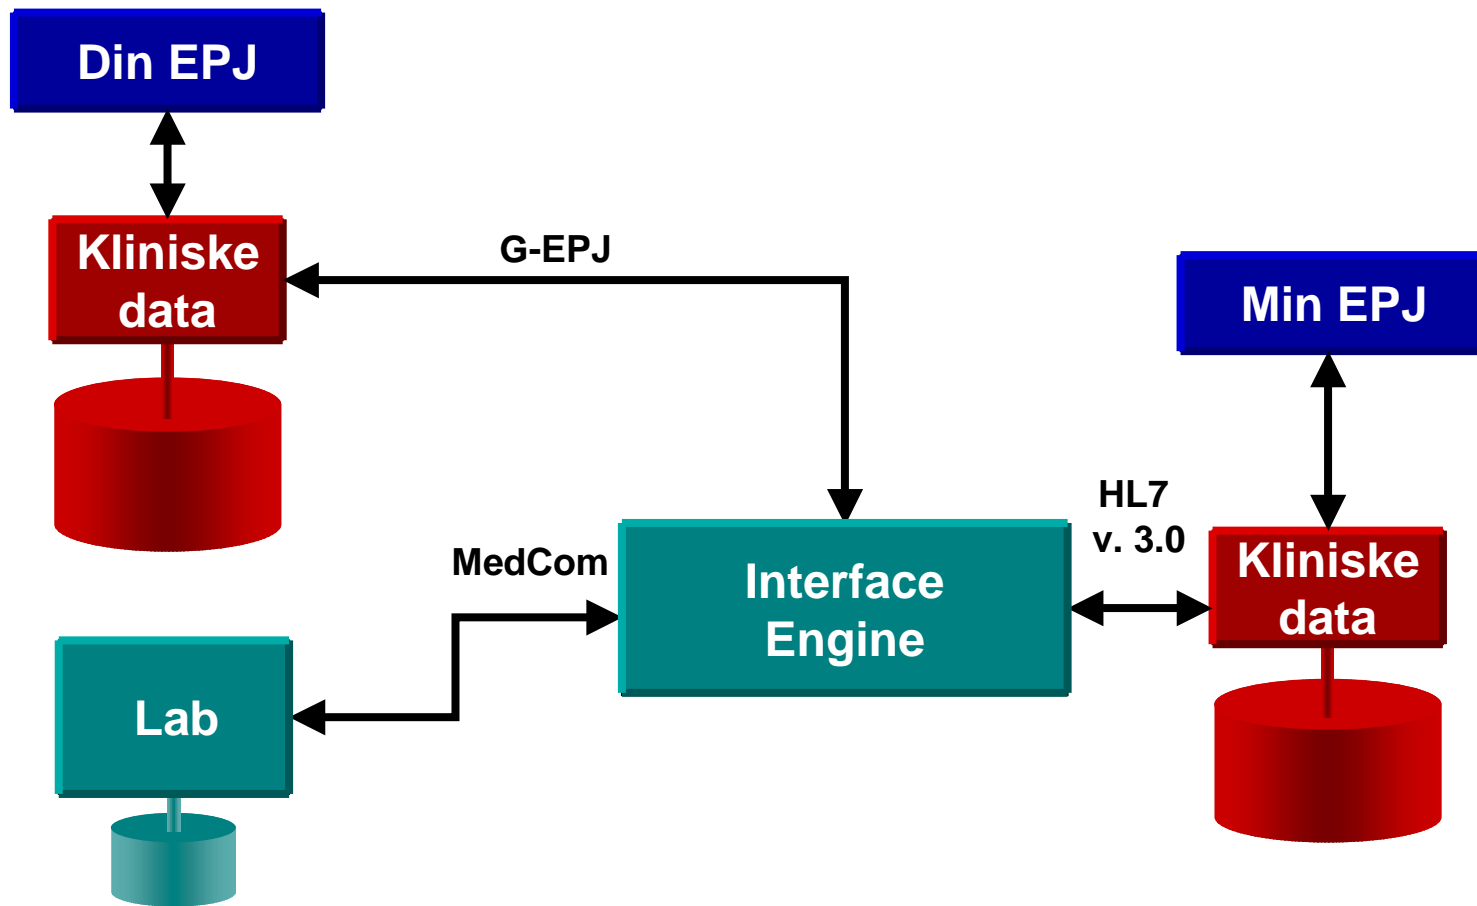 Din EPJ
Kliniske
data
G-EPJ
Min EPJ
HL7
v. 3.0
MedCom
Interface
Engine
Kliniske
data
Lab